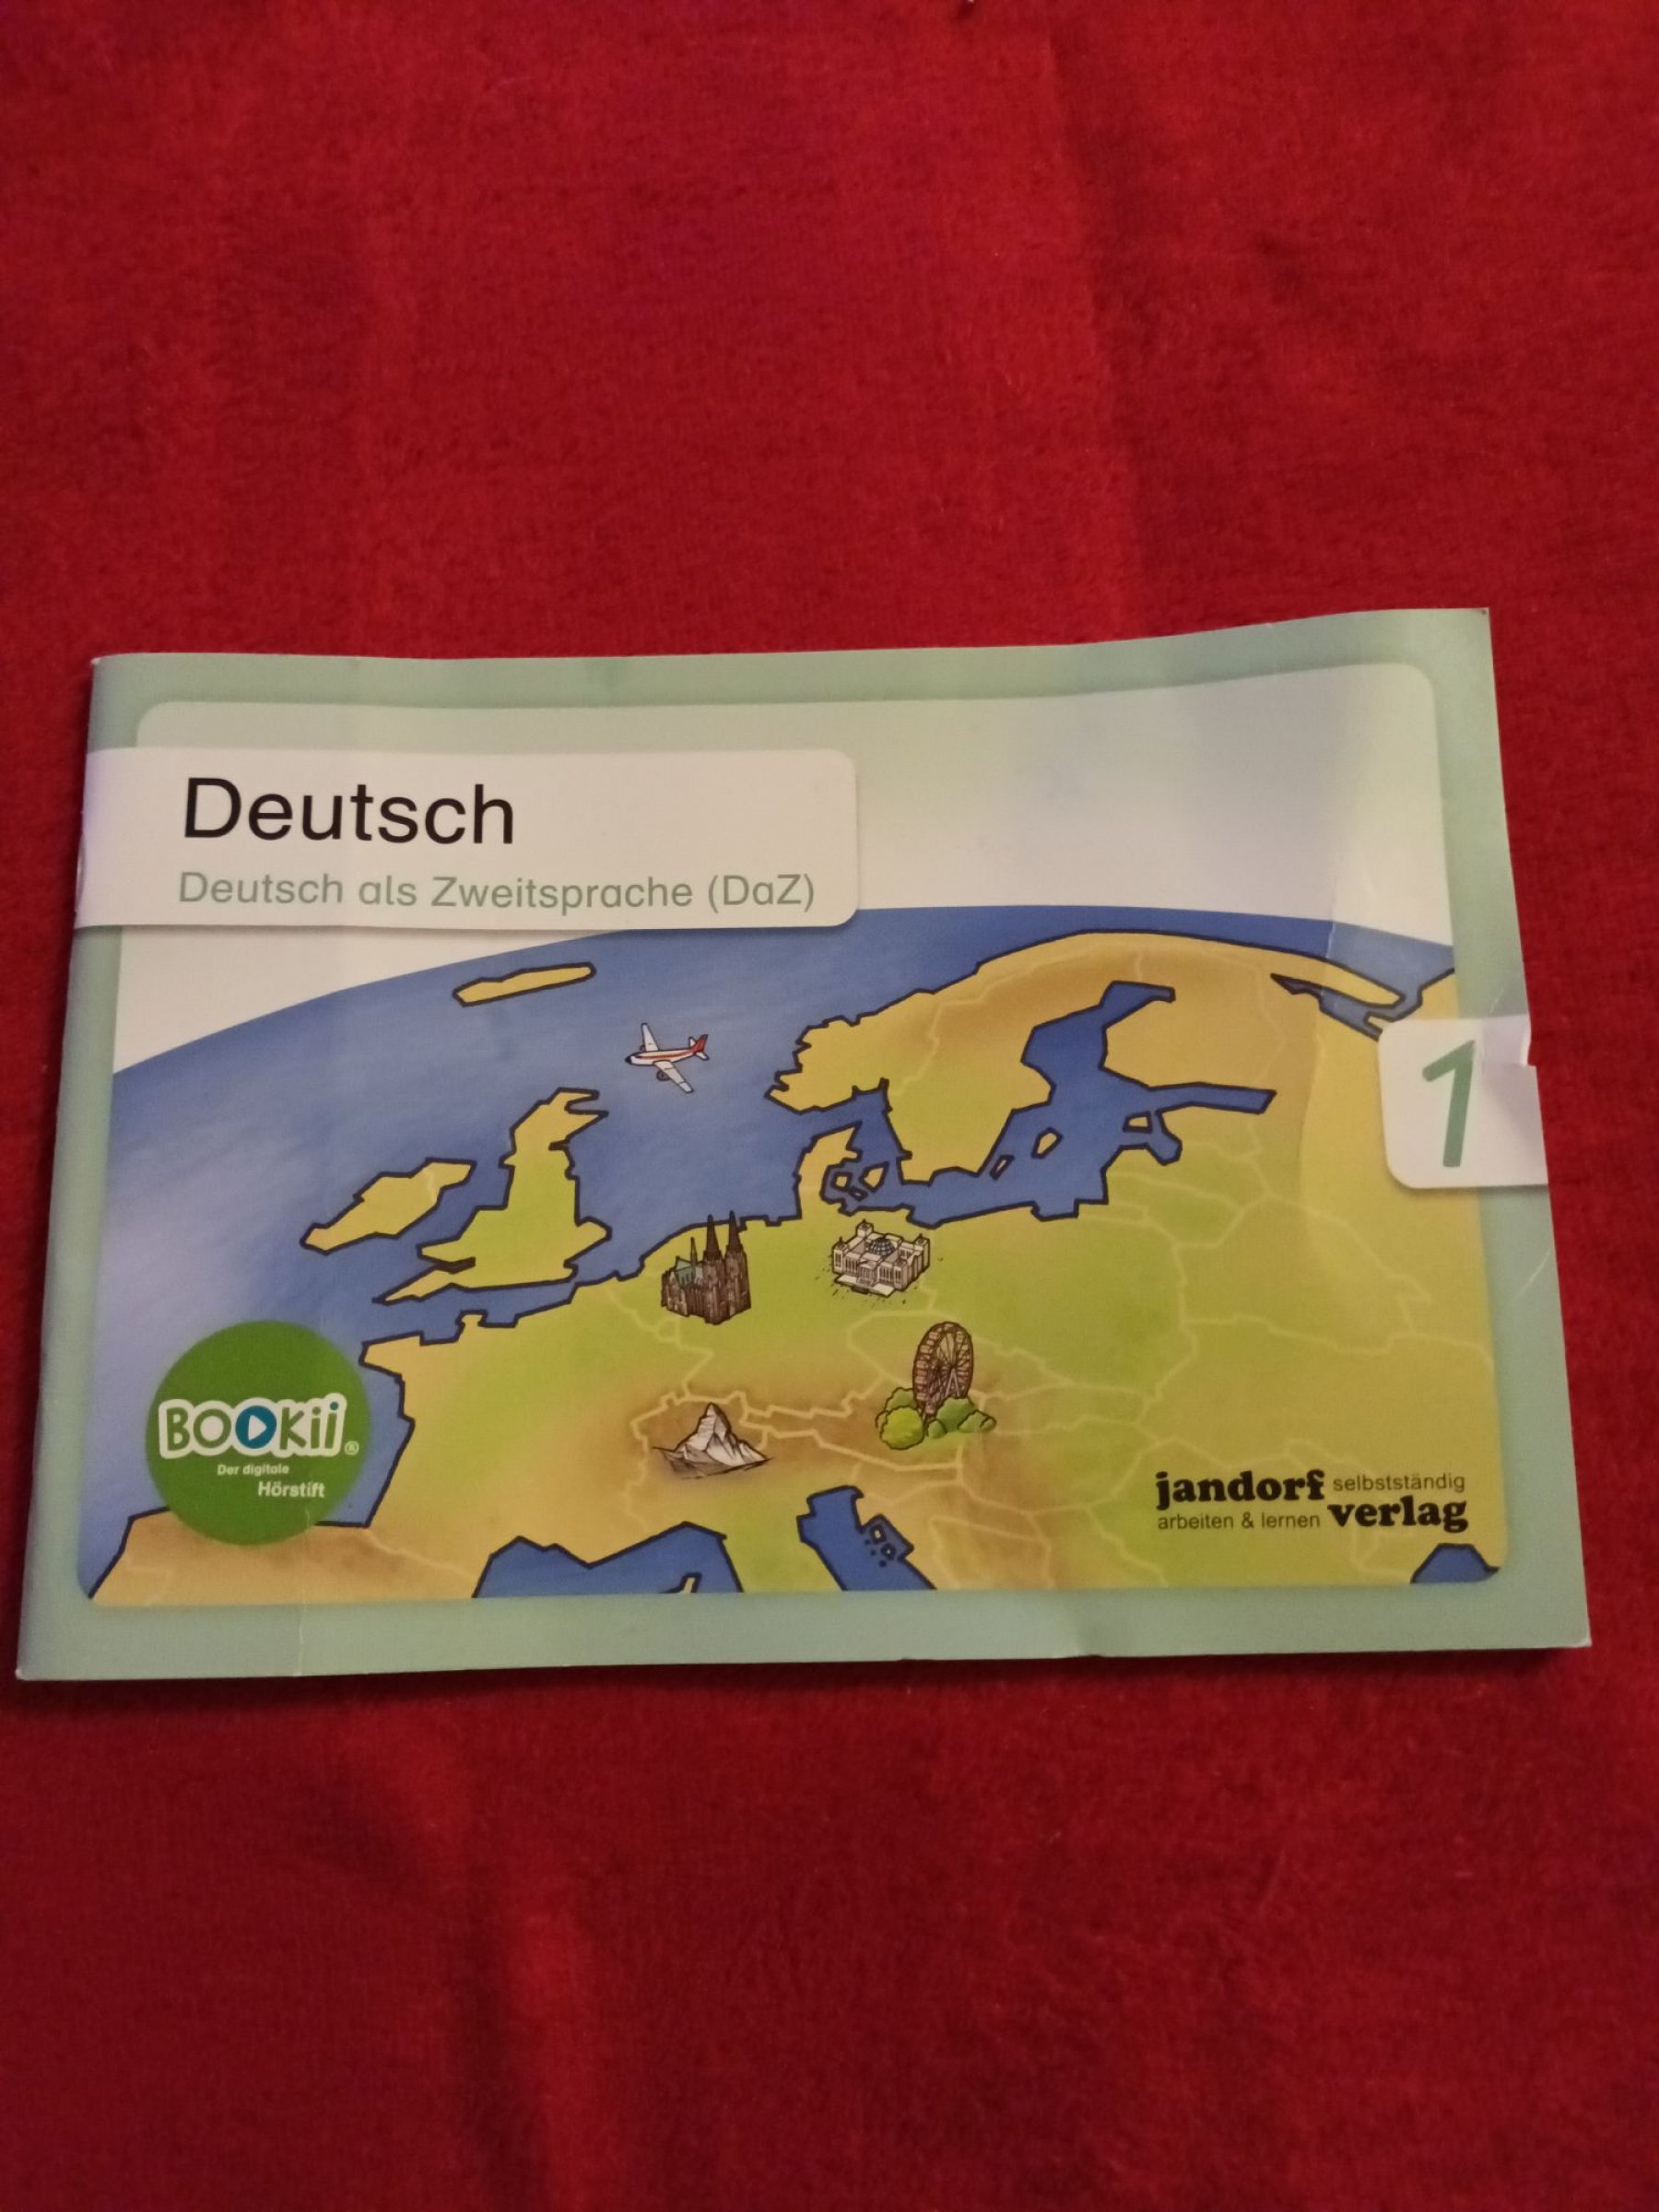 Deutsch
Deutsch als Zweitsprache (DaZ)
1
BOOKii®
Der digitale
Hörstift
jandorf selbstständig
arbeiten & lernen verlag